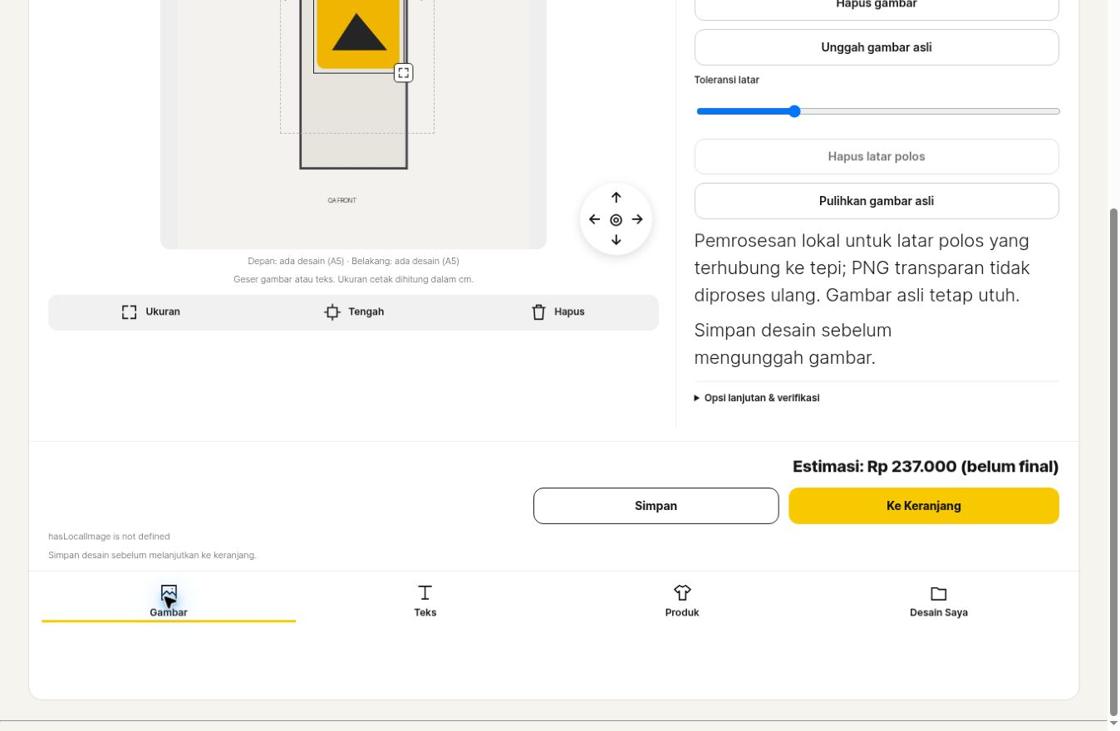 Hapus gambar
Unggah gambar asli
Toleransi latar
Hapus latar polos
QA FRONT
Pulihkan gambar asli
Pemrosesan lokal untuk latar polos yang
terhubung ke tepi; PNG transparan tidak
diproses ulang. Gambar asli tetap utuh.
Simpan desain sebelum
mengunggah gambar.
Depan: ada desain (A5) · Belakang: ada desain (A5)
Geser gambar atau teks. Ukuran cetak dihitung dalam cm.
Ukuran
Tengah
Hapus
Opsi lanjutan & verifikasi
Estimasi: Rp 237.000 (belum final)
Simpan
Ke Keranjang
hasLocalImage is not defined
Simpan desain sebelum melanjutkan ke keranjang.
Gambar
Teks
Produk
Desain Saya